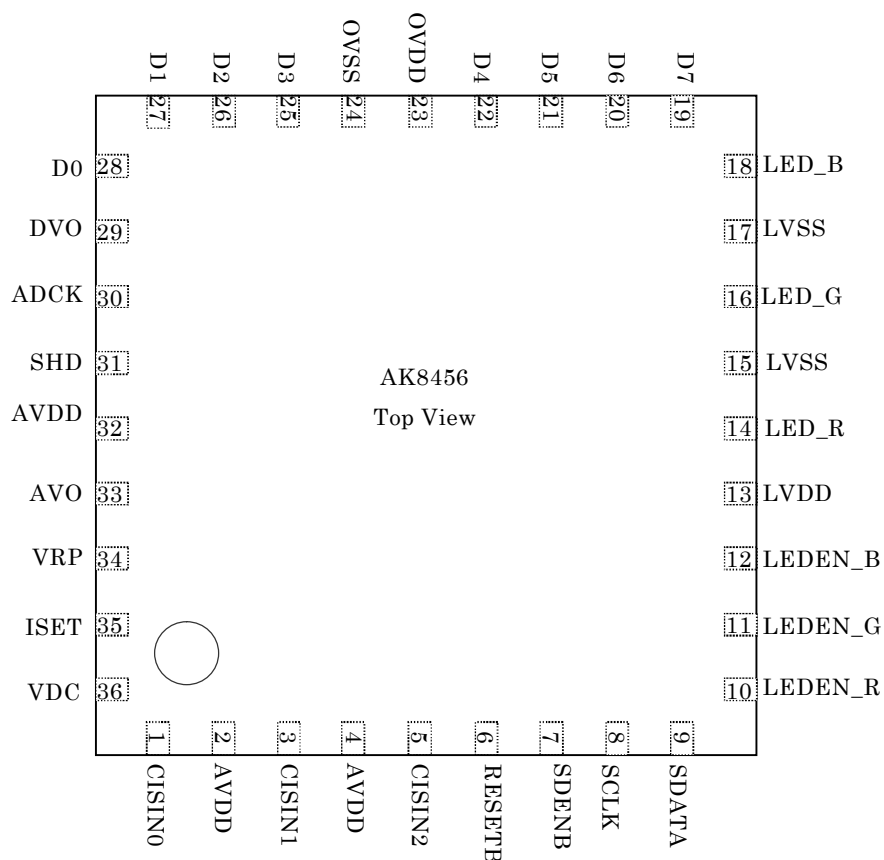 D1 D2 D3 OVSS OVDD D4 D5 D6 D7
27 26 25 24 23 22 21 20 19
D0 28
DVO 29
ADCK 30
SHD 31
AVDD 32
AVO 33
VRP 34
ISET 35
VDC 36
AK8456
Top View
18 LED_B
17 LVSS
16 LED_G
15 LVSS
14 LED_R
13 LVDD
12 LEDEN_B
11 LEDEN_G
10 LEDEN_R
1 2 3 4 5 6 7 8 9
CISIN0 AVDD CISIN1 AVDD CISIN2 RESETB SDENB SCLK SDATA